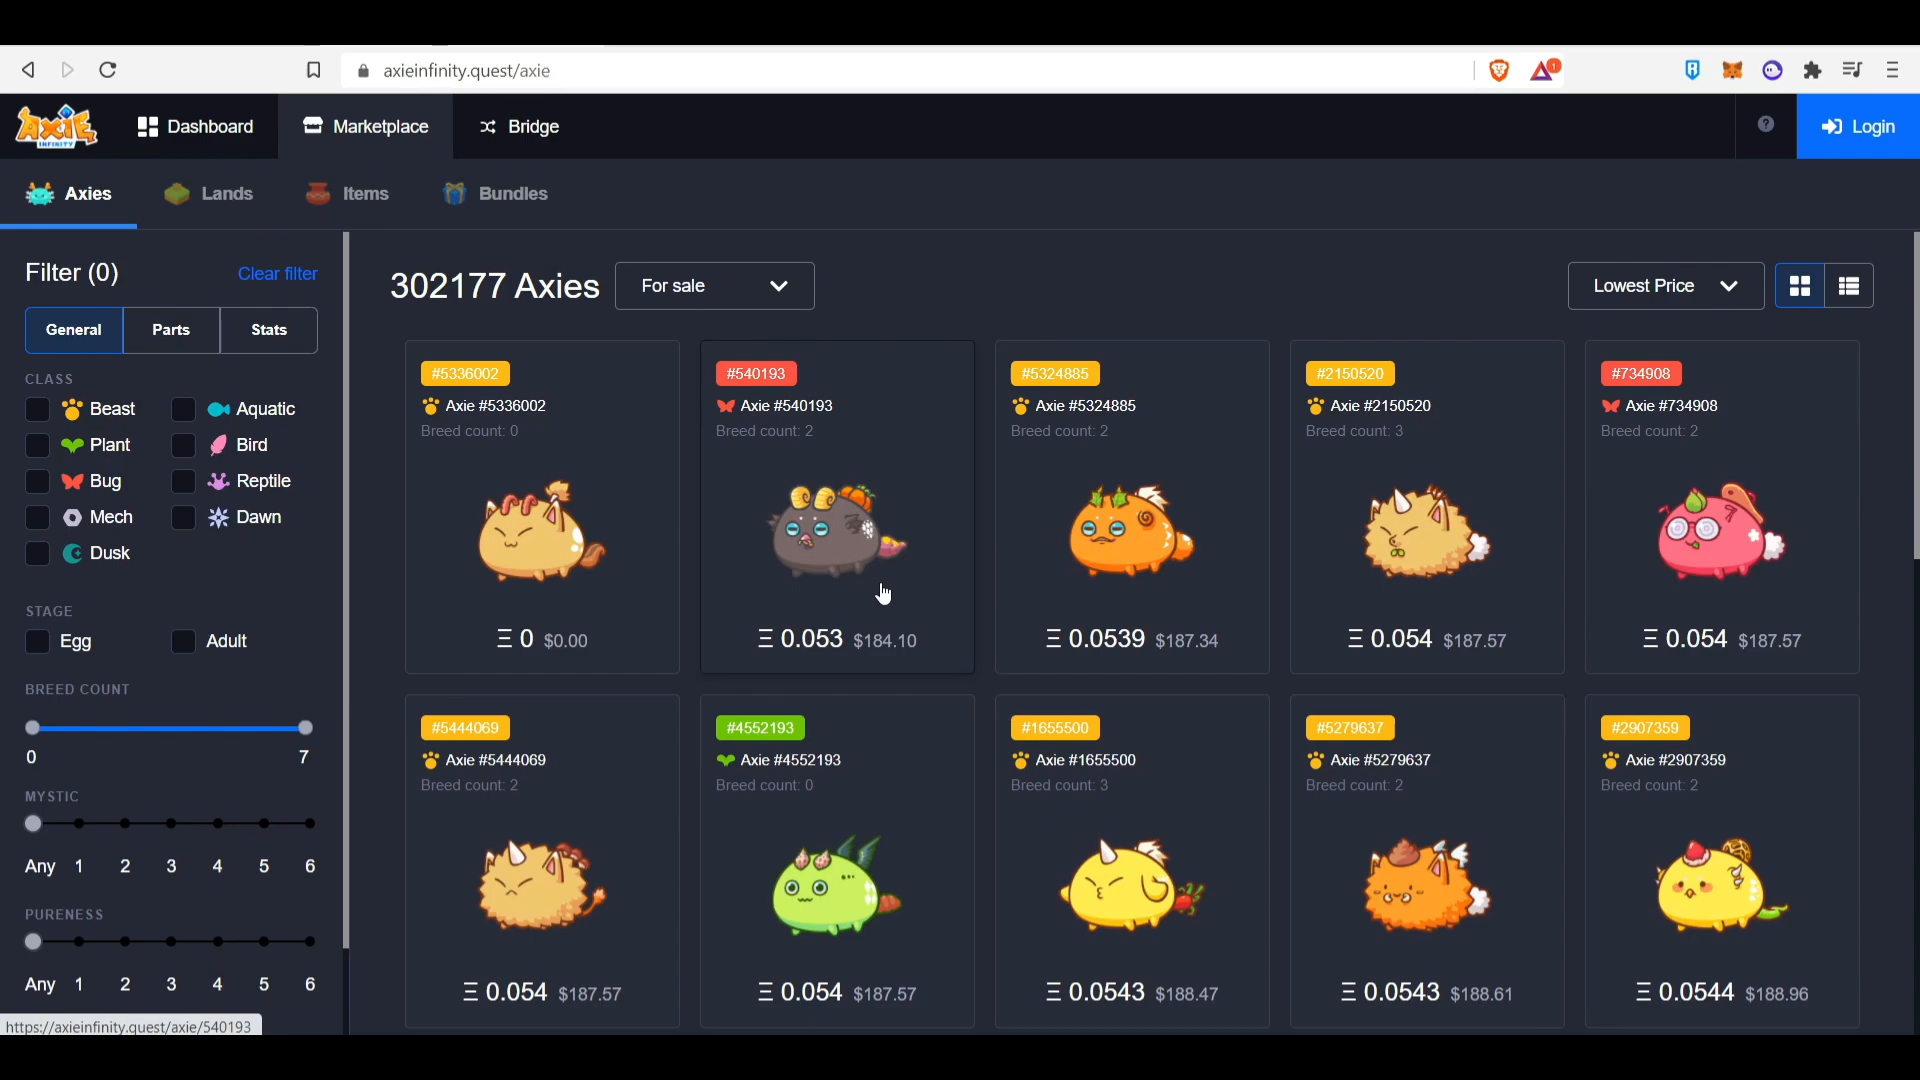 axieinfinity.quest/axie
1
AXIE
INFINITY
Dashboard
Marketplace
Bridge
?
Login
Axies
Lands
Items
Bundles
Filter (0)
Clear filter
General
Parts
Stats
CLASS
Beast
Aquatic
Plant
Bird
Bug
Reptile
Mech
Dawn
Dusk
STAGE
Egg
Adult
BREED COUNT
0
7
MYSTIC
Any 1 2 3 4 5 6
PURENESS
Any 1 2 3 4 5 6
https://axieinfinity.quest/axie/540193
302177 Axies
For sale
Lowest Price
#5336002
Axie #5336002
Breed count: 0
Ξ 0 $0.00
#540193
Axie #540193
Breed count: 2
Ξ 0.053 $184.10
#5324885
Axie #5324885
Breed count: 2
Ξ 0.0539 $187.34
#2150520
Axie #2150520
Breed count: 3
Ξ 0.054 $187.57
#734908
Axie #734908
Breed count: 2
Ξ 0.054 $187.57
#5444069
Axie #5444069
Breed count: 2
Ξ 0.054 $187.57
#4552193
Axie #4552193
Breed count: 0
Ξ 0.054 $187.57
#1655500
Axie #1655500
Breed count: 3
Ξ 0.0543 $188.47
#5279637
Axie #5279637
Breed count: 2
Ξ 0.0543 $188.61
#2907359
Axie #2907359
Breed count: 2
Ξ 0.0544 $188.96